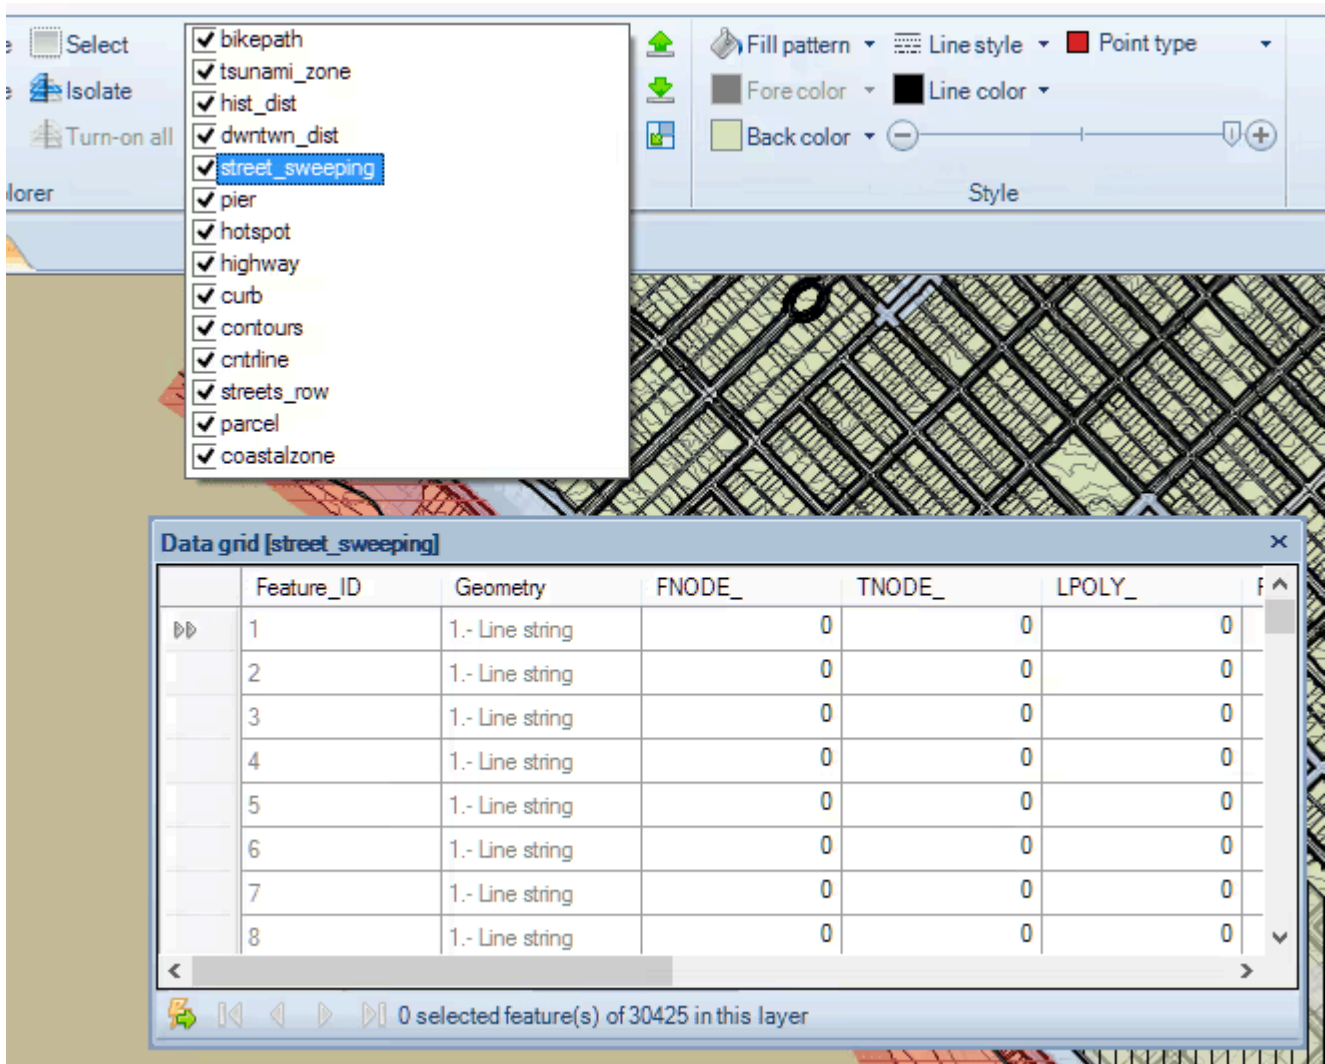 Select
Isolate
Turn-on all
lorer
bikepath
tsunami_zone
hist_dist
dwntwn_dist
street_sweeping
pier
hotspot
highway
curb
contours
cntrline
streets_row
parcel
coastalzone
Fill pattern Line style Point type
Fore color Line color
Back color
Style
Data grid [street_sweeping]
Feature_ID Geometry FNODE_ TNODE_ LPOLY_
1 1.- Line string 0 0 0
2 1.- Line string 0 0 0
3 1.- Line string 0 0 0
4 1.- Line string 0 0 0
5 1.- Line string 0 0 0
6 1.- Line string 0 0 0
7 1.- Line string 0 0 0
8 1.- Line string 0 0 0
0 selected feature(s) of 30425 in this layer